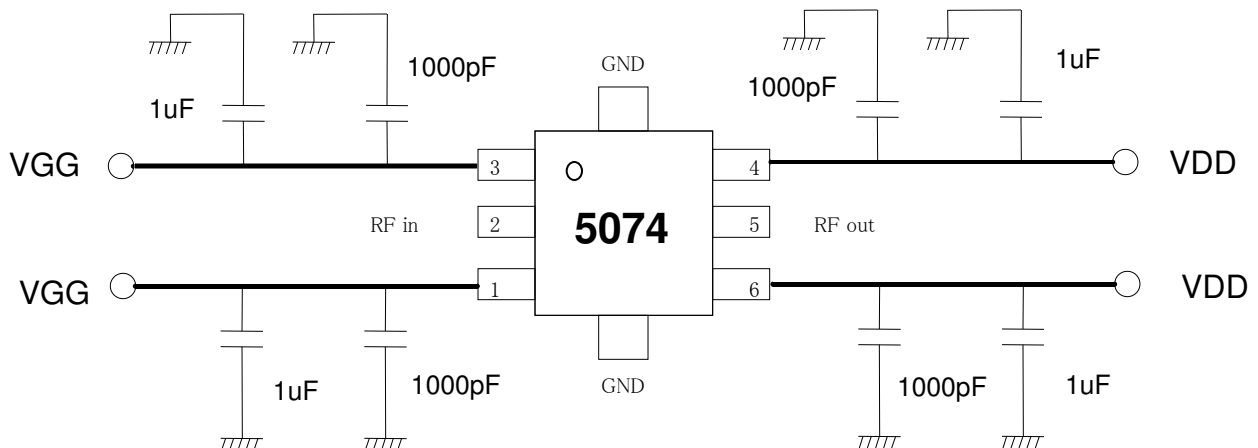 1000pF
GND
1000pF
1uF
1uF
VGG
3
4
VDD
RF in
2
5074
5
RF out
VGG
1
6
VDD
1uF
1000pF
GND
1000pF
1uF